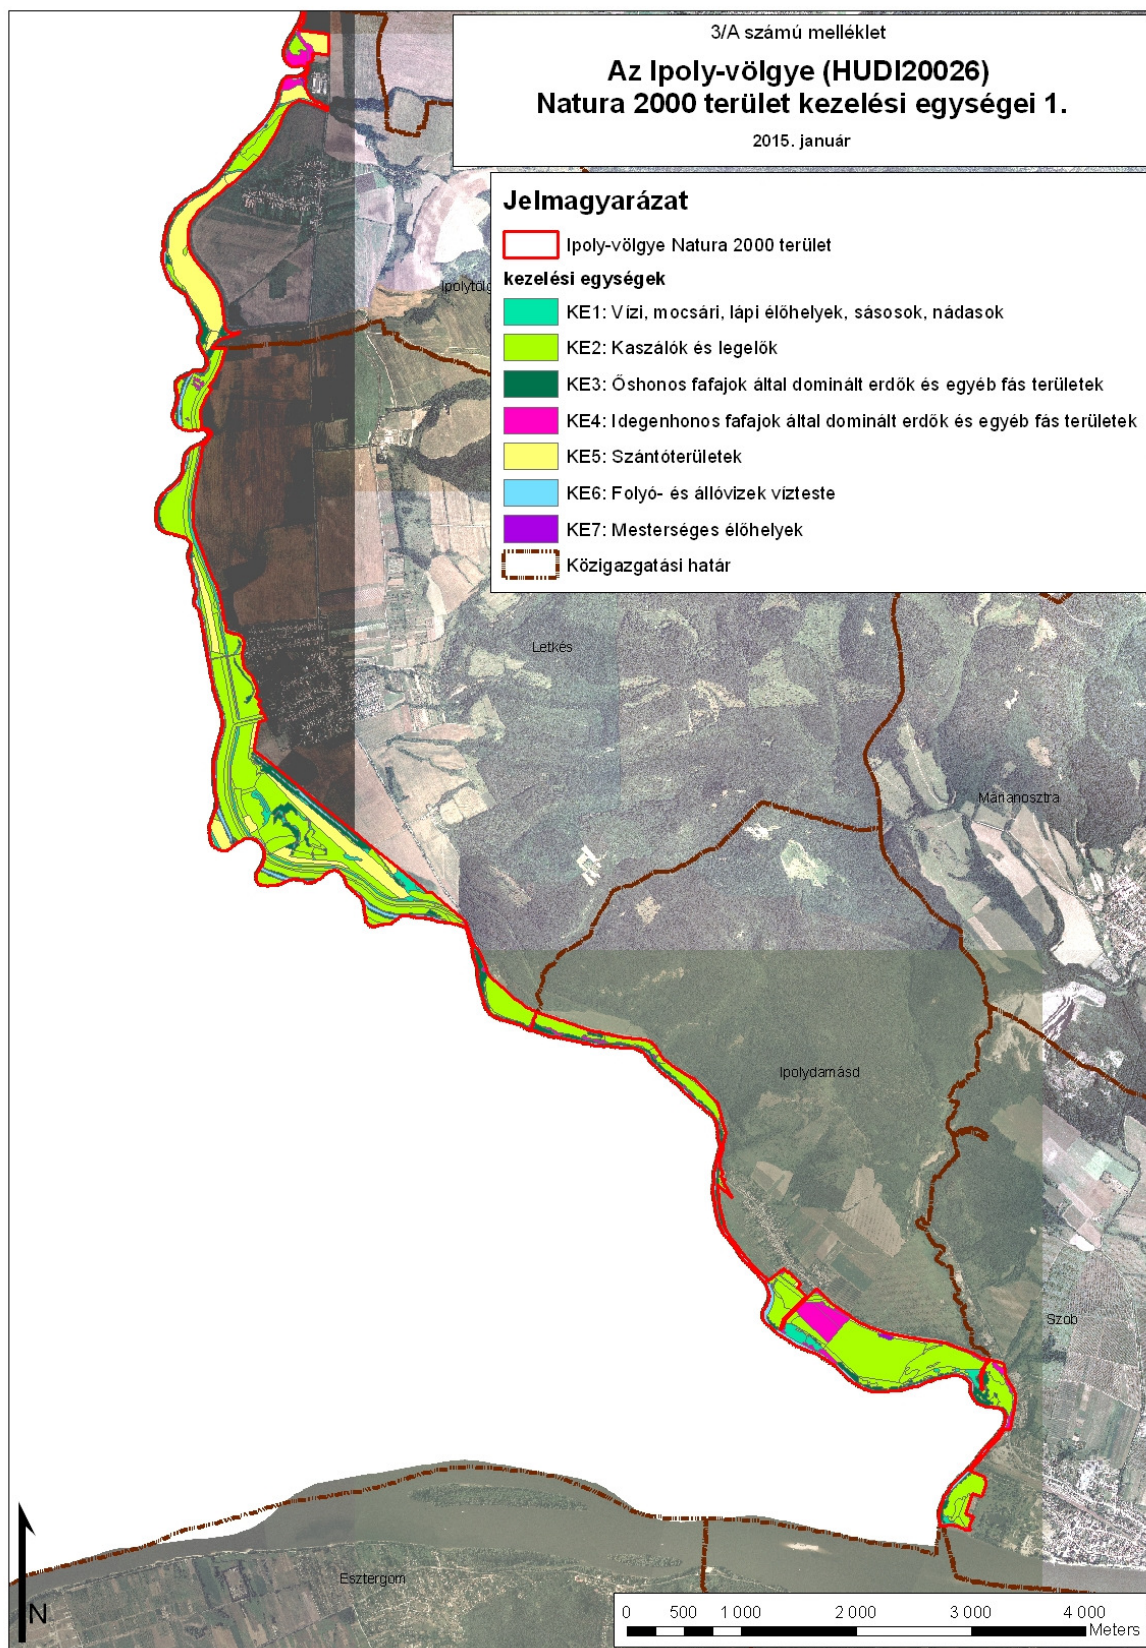 3/A számú melléklet
Az Ipoly-völgye (HUDI20026)
Natura 2000 terület kezelési egységei 1.
2015. január
Jelmagyarázat
Ipoly-völgye Natura 2000 terület
kezelési egységek
KE1: Vízi, mocsári, lápi élőhelyek, sásosok, nádasok
KE2: Kaszálók és legelők
KE3: Őshonos fafajok által dominált erdők és egyéb fás területek
KE4: Idegenhonos fafajok által dominált erdők és egyéb fás területek
KE5: Szántóterületek
KE6: Folyó- és állóvizek vízteste
KE7: Mesterséges élőhelyek
Közigazgatási határ
Letkés
Márianosztra
Ipolydamásd
Szob
Esztergom
N
0 500 1 000 2 000 3 000 4 000
Meters